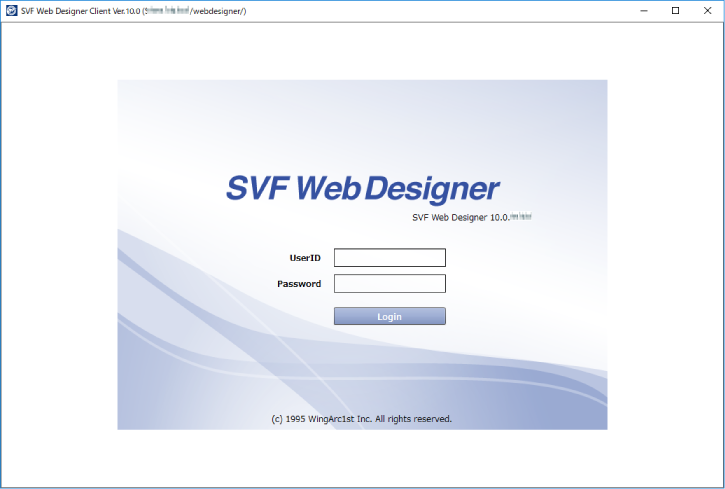 SVF Web Designer Client Ver.10.0 (/webdesigner/)
SVF Web Designer
SVF Web Designer 10.0.
UserID
Password
Login
(c) 1995 WingArc1st Inc. All rights reserved.